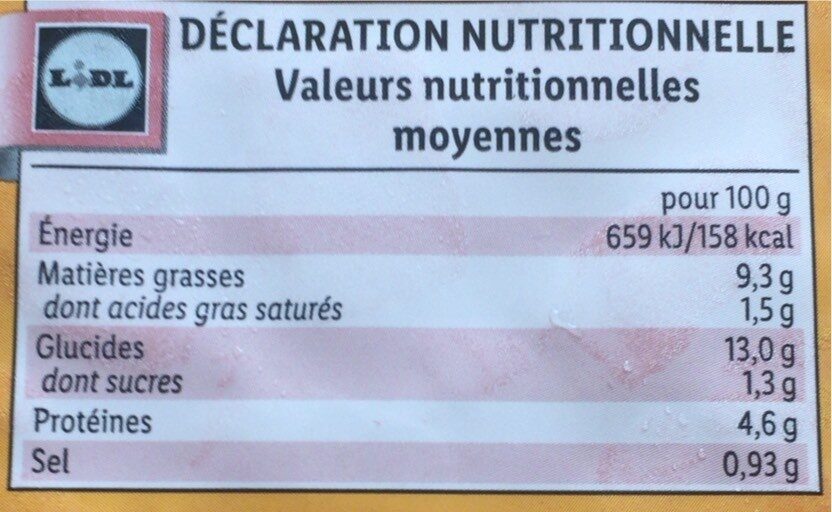 LIDL
DÉCLARATION NUTRITIONNELLE
Valeurs nutritionnelles
moyennes
pour 100 g
Énergie 659 kJ/158 kcal
Matières grasses 9,3 g
dont acides gras saturés 1,5 g
Glucides 13,0 g
dont sucres 1,3 g
Protéines 4,6 g
Sel 0,93 g